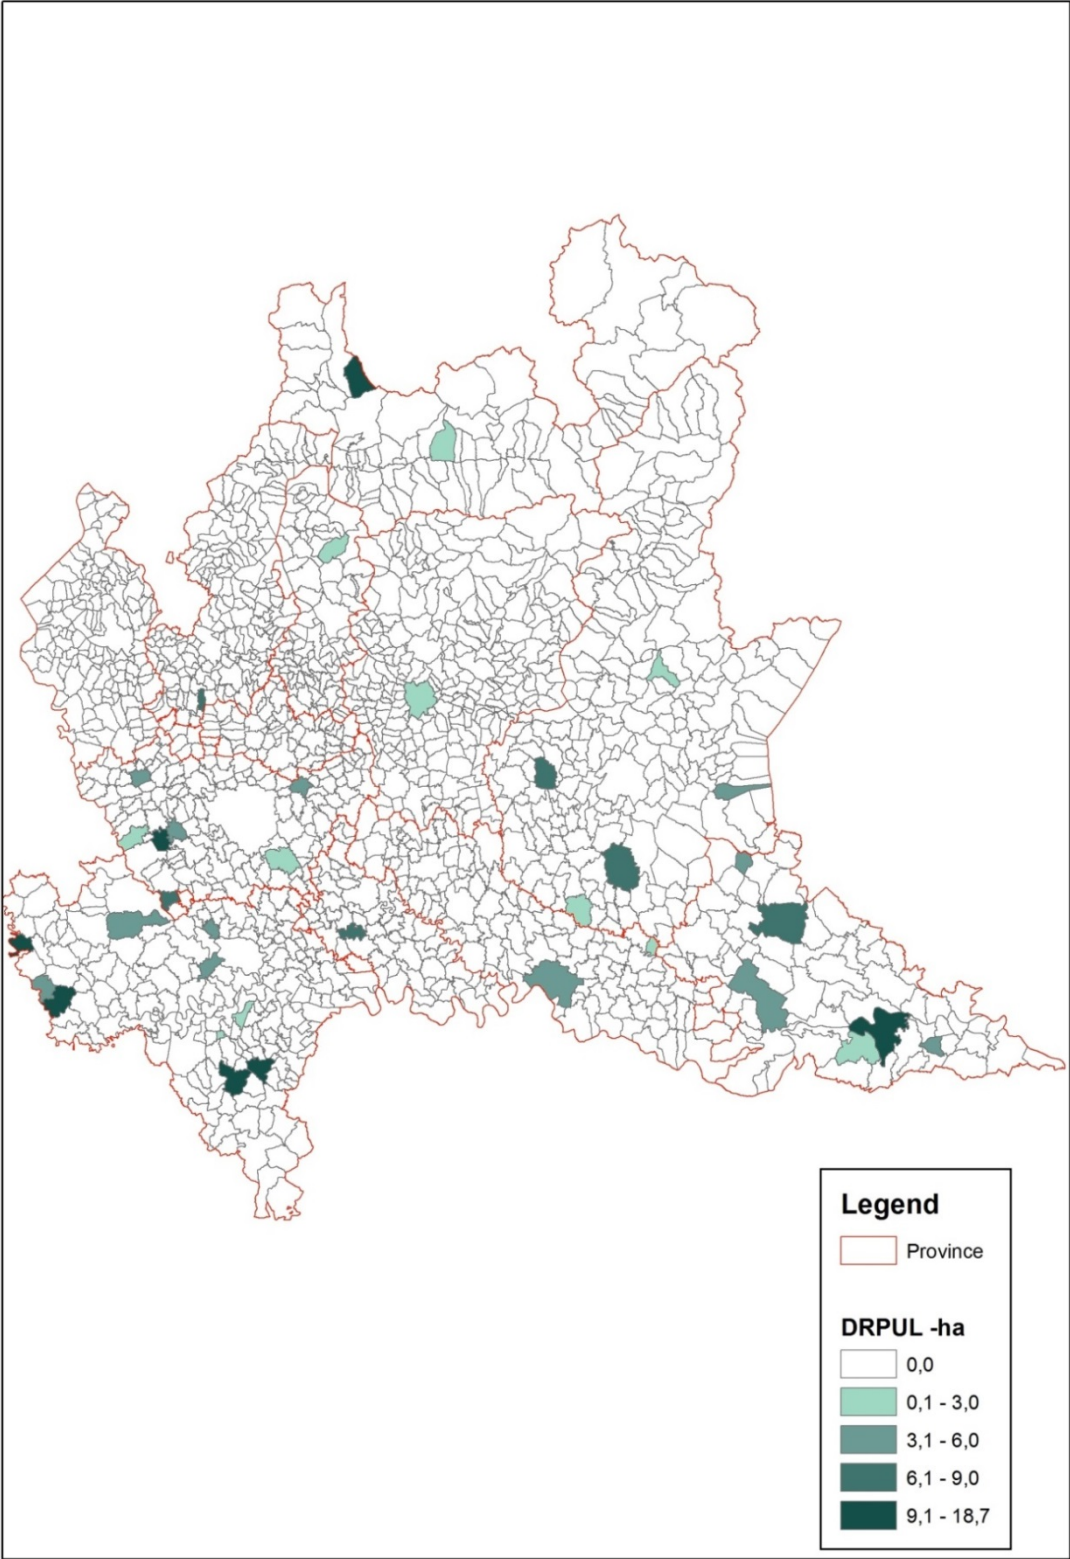 Legend
Province
DRPUL -ha
0,0
0,1 - 3,0
3,1 - 6,0
6,1 - 9,0
9,1 - 18,7